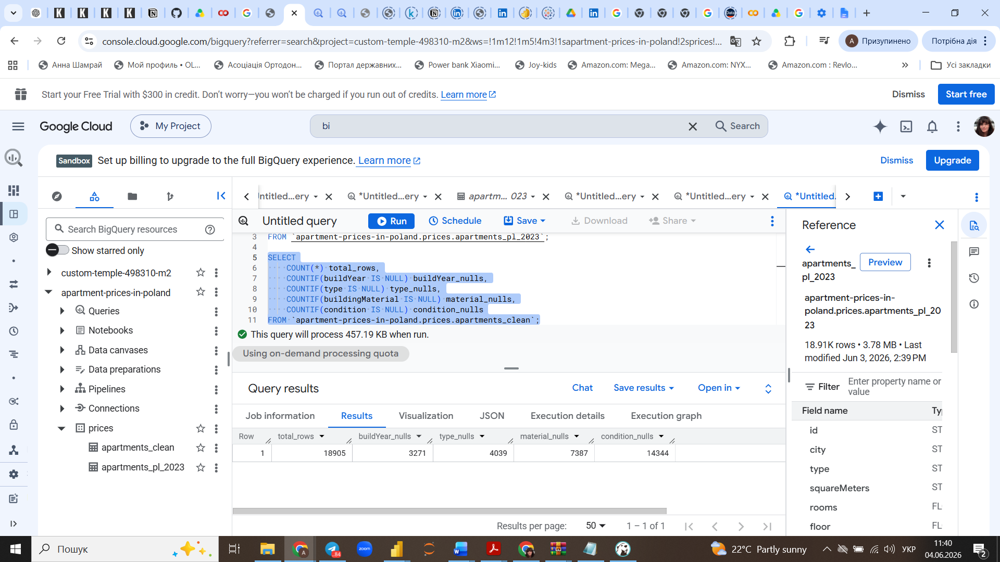 console.cloud.google.com/bigquery?referrer=search&project=custom-temple-498310-m2&ws=!1m12!1m5!4m3!1sapartment-prices-in-poland!2sprices!...
A Призупинено
Потрібна дія
Анна Шамрай
Мой профиль • OL...
Асоціація Ортодон...
Портал державних...
Power bank Xiaomi...
Joy-kids
Amazon.com: Mega...
Amazon.com: NYX...
Amazon.com : Revlo...
»
Усі закладки
Start your Free Trial with $300 in credit. Don't worry—you won't be charged if you run out of credits. Learn more
Dismiss
Start free
Google Cloud
My Project
bi
Search
Sandbox Set up billing to upgrade to the full BigQuery experience. Learn more
Dismiss
Upgrade
ntitled...ery
*Untitled...ery
apartm... 023
*Untitled...ery
*Untitled...ery
*Untitled.
Search BigQuery resources
Show starred only
custom-temple-498310-m2
apartment-prices-in-poland
Queries
Notebooks
Data canvases
Data preparations
Pipelines
Connections
prices
apartments_clean
apartments_pl_2023
Untitled query
Run
Schedule
Save
Download
Share
3 FROM `apartment-prices-in-poland.prices.apartments_pl_2023`;
4
5 SELECT
6 COUNT(*) total_rows,
7 COUNTIF(buildYear IS NULL) buildYear_nulls,
8 COUNTIF(type IS NULL) type_nulls,
9 COUNTIF(buildingMaterial IS NULL) material_nulls,
10 COUNTIF(condition IS NULL) condition_nulls
11 FROM `apartment-prices-in-poland.prices.apartments_clean`;
This query will process 457.19 KB when run.
Using on-demand processing quota
Query results
Chat
Save results
Open in
Job information
Results
Visualization
JSON
Execution details
Execution graph
Row total_rows buildYear_nulls type_nulls material_nulls condition_nulls
1 18905 3271 4039 7387 14344
Results per page: 50 1 – 1 of 1
Reference
apartments_
pl_2023
Preview
apartment-prices-in-
poland.prices.apartments_pl_20
23
18.91K rows • 3.78 MB • Last
modified Jun 3, 2026, 2:39 PM
Filter
Enter property name or
value
Field name Ty
id ST
city ST
type ST
squareMeters ST
rooms FL
floor FL
Пошук
..84
zoom
W
22°C Partly sunny
УКР
11:40
04.06.2026
2